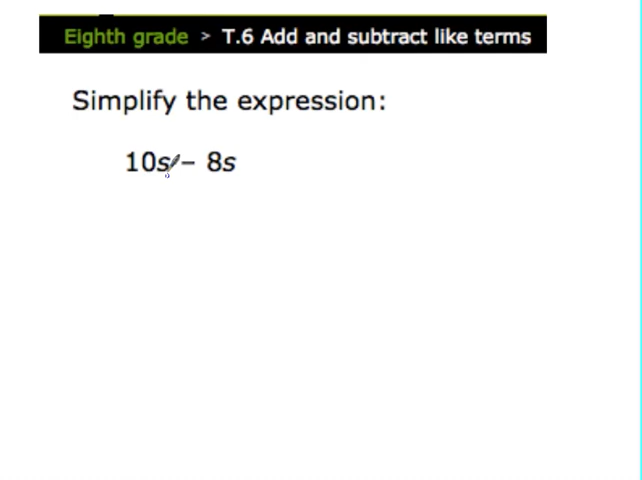 Eighth grade > T.6 Add and subtract like terms
Simplify the expression:
10s – 8s